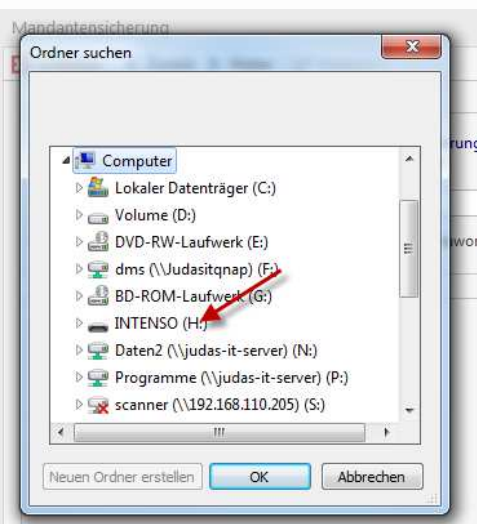 Mandantensicherung
Ordner suchen
Computer
Lokaler Datenträger (C:)
Volume (D:)
DVD-RW-Laufwerk (E:)
dms (\\Judasitqnap) (F:)
BD-ROM-Laufwerk (G:)
INTENSO (H:)
Daten2 (\\judas-it-server) (N:)
Programme (\\judas-it-server) (P:)
scanner (\\192.168.110.205) (S:)
Neuen Ordner erstellen
OK
Abbrechen